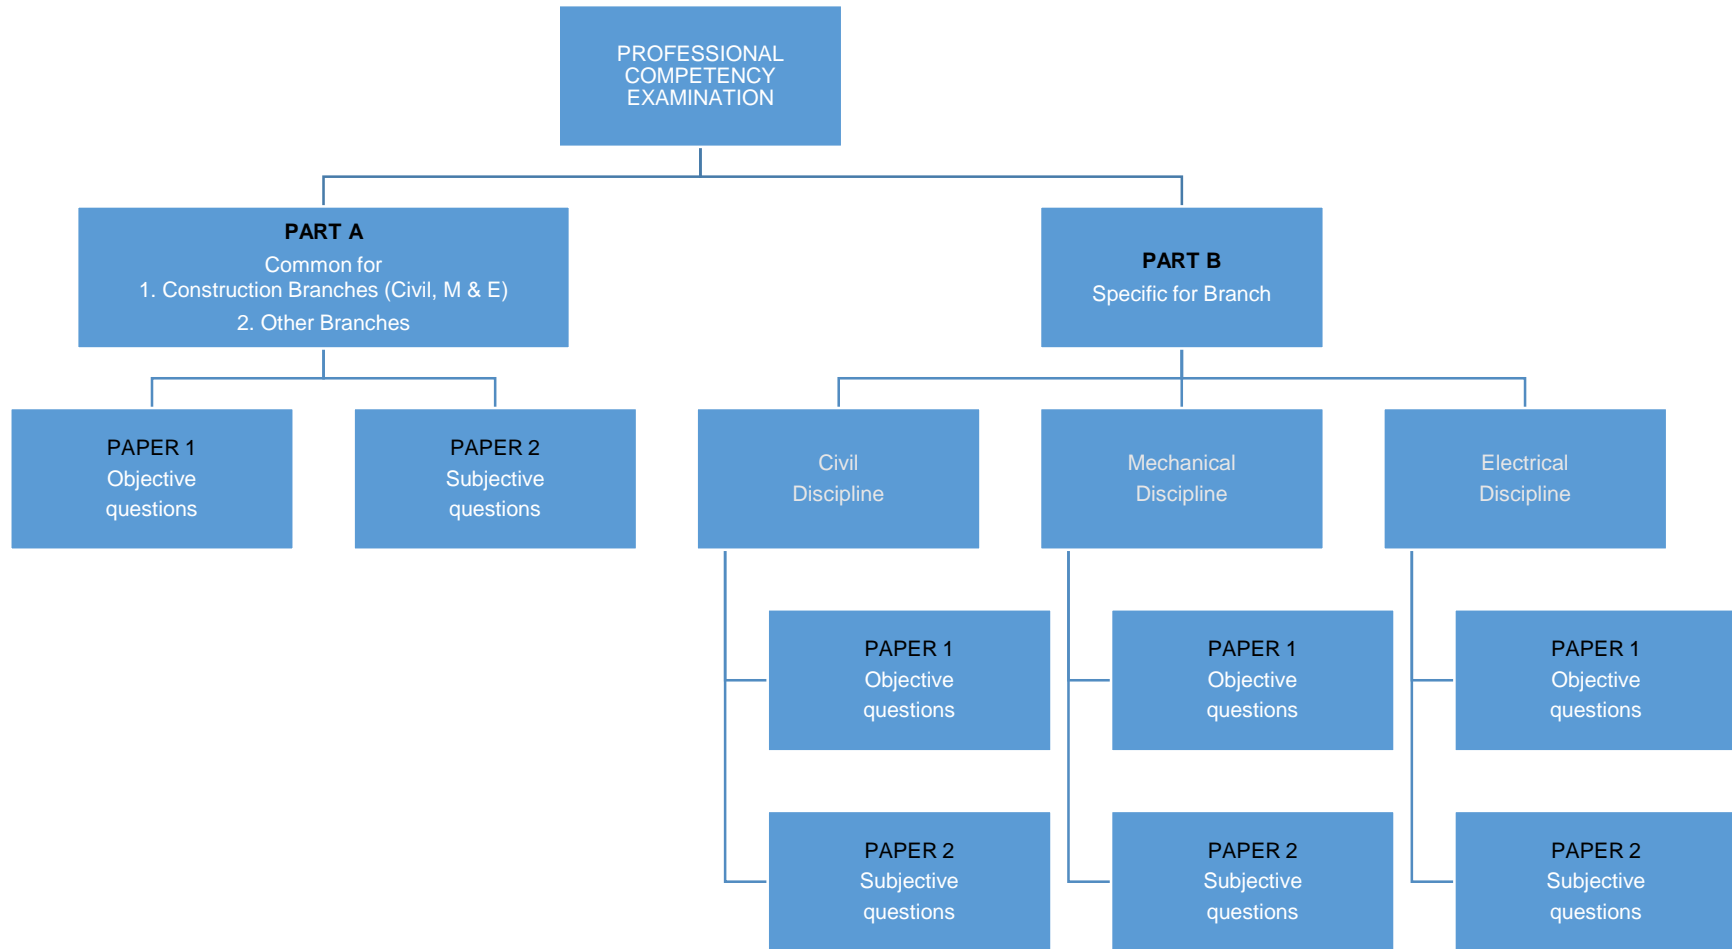 PROFESSIONAL
COMPETENCY
EXAMINATION
PART A
Common for
1. Construction Branches (Civil, M & E)
2. Other Branches
PART B
Specific for Branch
PAPER 1
Objective
questions
PAPER 2
Subjective
questions
Civil
Discipline
Mechanical
Discipline
Electrical
Discipline
PAPER 1
Objective
questions
PAPER 1
Objective
questions
PAPER 1
Objective
questions
PAPER 2
Subjective
questions
PAPER 2
Subjective
questions
PAPER 2
Subjective
questions